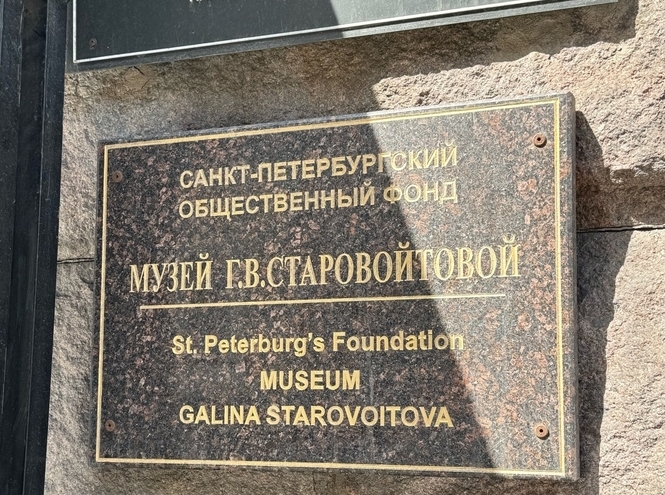 САНКТ-ПЕТЕРБУРГСКИЙ
ОБЩЕСТВЕННЫЙ ФОНД
МУЗЕЙ Г.В.СТАРОВОЙТОВОЙ
St. Peterburg's Foundation
MUSEUM
GALINA STAROVOITOVA